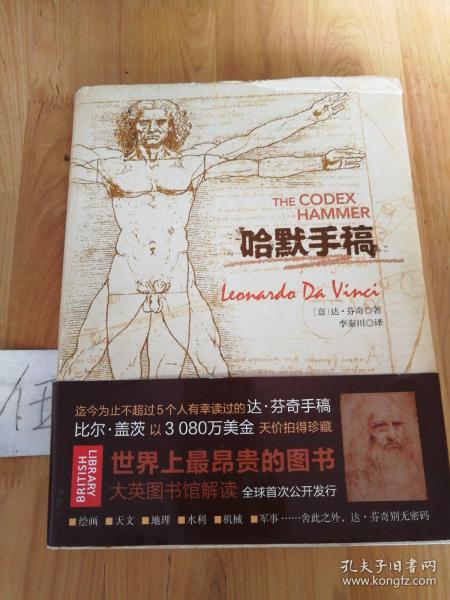 THE CODEX
HAMMER
哈默手稿
Leonardo Da Vinci
［意］达·芬奇◎著
李秦川◎译
迄今为止不超过5个人有幸读过的达·芬奇手稿
比尔·盖茨 以 3 080万美金 天价拍得珍藏
BRITISH
LIBRARY
世界上最昂贵的图书
大英图书馆解读 全球首次公开发行
■绘画 ■天文 ■地理 ■水利 ■机械 ■军事……舍此之外，达·芬奇别无密码
孔夫子旧书网
www.kongfz.com